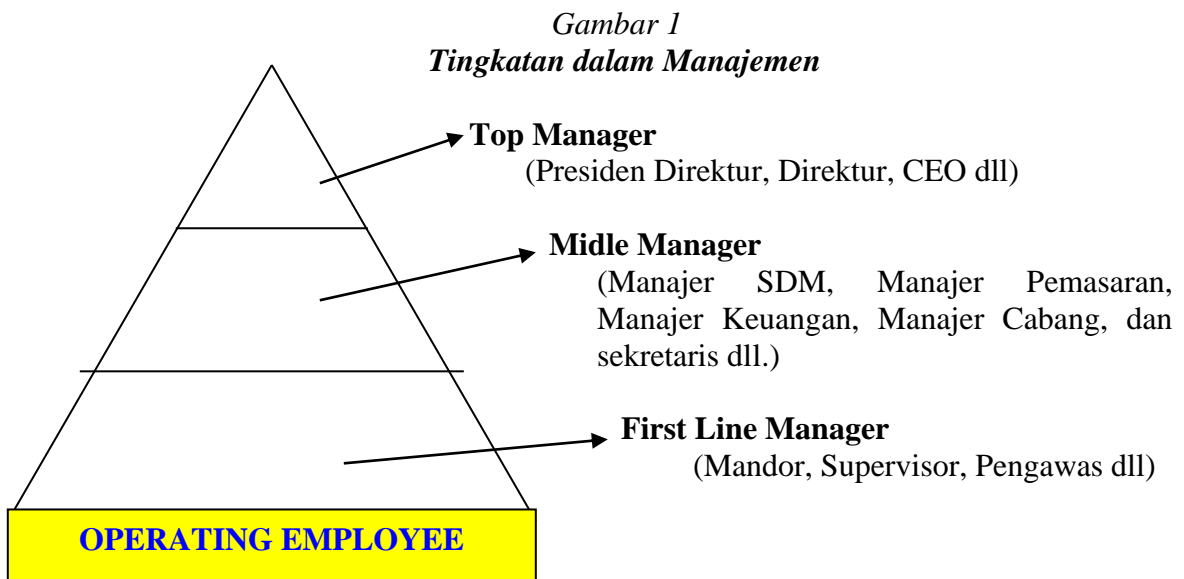 Gambar 1
Tingkatan dalam Manajemen
Top Manager
(Presiden Direktur, Direktur, CEO dll)
Midle Manager
(Manajer SDM, Manajer Pemasaran,
Manajer Keuangan, Manajer Cabang, dan
sekretaris dll.)
First Line Manager
(Mandor, Supervisor, Pengawas dll)
OPERATING EMPLOYEE